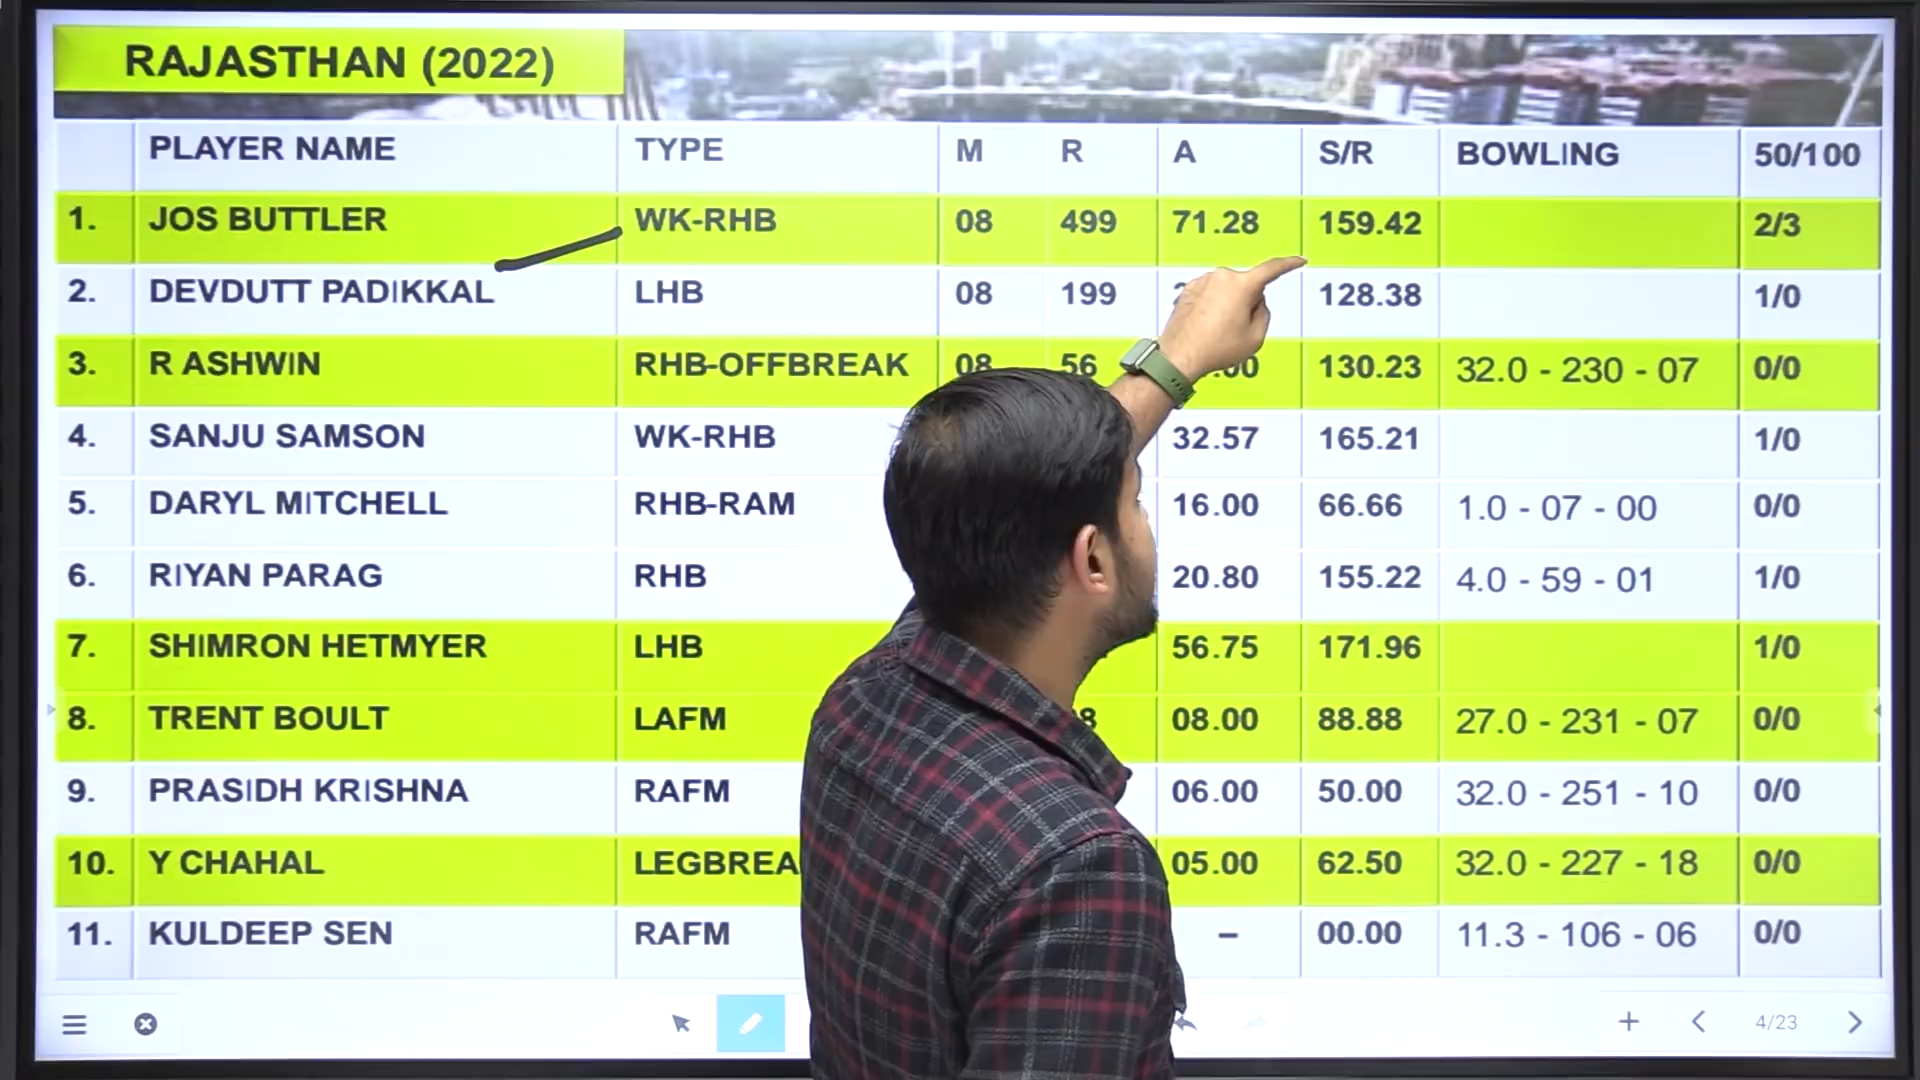 RAJASTHAN (2022)
PLAYER NAME TYPE M R A S/R BOWLING 50/100
1. JOS BUTTLER WK-RHB 08 499 71.28 159.42 2/3
2. DEVDUTT PADIKKAL LHB 08 199 128.38 1/0
3. R ASHWIN RHB-OFFBREAK 08 56 130.23 32.0 - 230 - 07 0/0
4. SANJU SAMSON WK-RHB 32.57 165.21 1/0
5. DARYL MITCHELL RHB-RAM 16.00 66.66 1.0 - 07 - 00 0/0
6. RIYAN PARAG RHB 20.80 155.22 4.0 - 59 - 01 1/0
7. SHIMRON HETMYER LHB 56.75 171.96 1/0
8. TRENT BOULT LAFM 08.00 88.88 27.0 - 231 - 07 0/0
9. PRASIDH KRISHNA RAFM 06.00 50.00 32.0 - 251 - 10 0/0
10. Y CHAHAL 05.00 62.50 32.0 - 227 - 18 0/0
11. KULDEEP SEN RAFM – 00.00 11.3 - 106 - 06 0/0
4/23